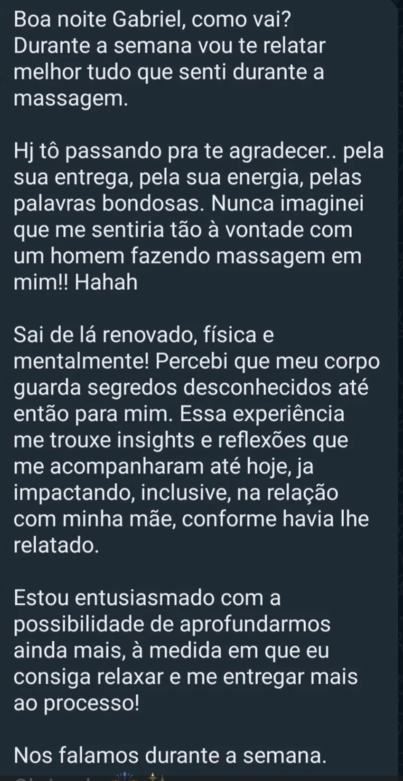 Boa noite Gabriel, como vai?
Durante a semana vou te relatar
melhor tudo que senti durante a
massagem.
Hj tô passando pra te agradecer.. pela
sua entrega, pela sua energia, pelas
palavras bondosas. Nunca imaginei
que me sentiria tão à vontade com
um homem fazendo massagem em
mim!! Hahah
Sai de lá renovado, física e
mentalmente! Percebi que meu corpo
guarda segredos desconhecidos até
então para mim. Essa experiência
me trouxe insights e reflexões que
me acompanharam até hoje, ja
impactando, inclusive, na relação
com minha mãe, conforme havia lhe
relatado.
Estou entusiasmado com a
possibilidade de aprofundarmos
ainda mais, à medida em que eu
consiga relaxar e me entregar mais
ao processo!
Nos falamos durante a semana.